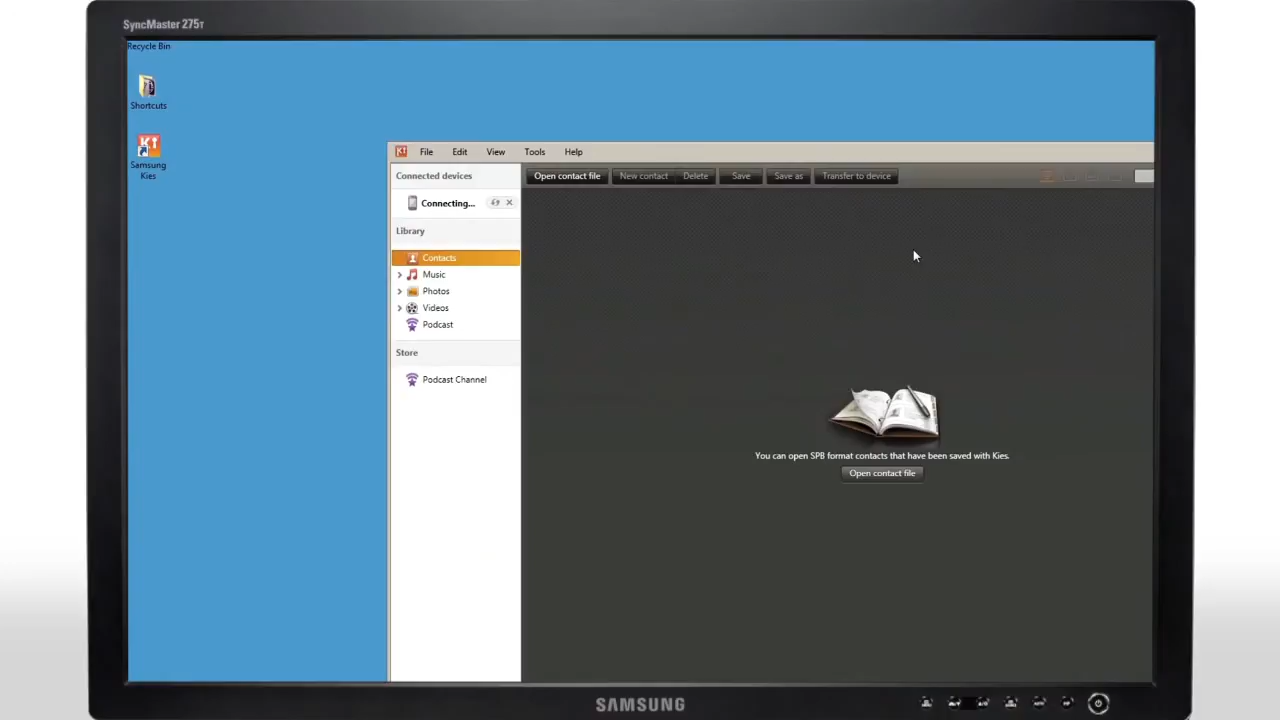 SyncMaster 275T
Recycle Bin
Shortcuts
Samsung
Kies
File Edit View Tools Help
Connected devices
Connecting...
Library
Contacts
Music
Photos
Videos
Podcast
Store
Podcast Channel
Open contact file New contact Delete Save Save as Transfer to device
You can open SPB format contacts that have been saved with Kies.
Open contact file
SAMSUNG